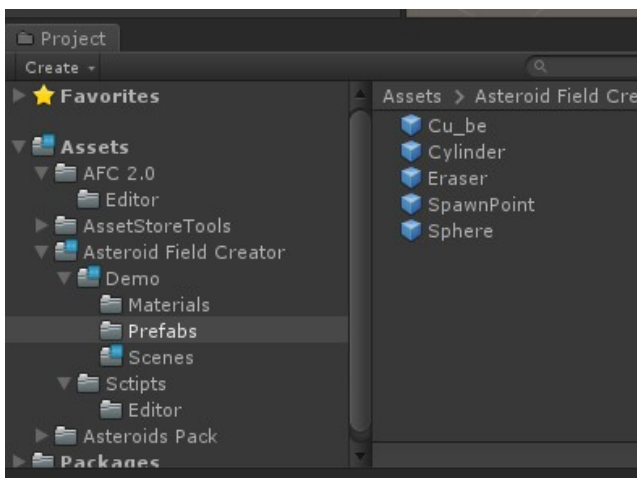 Project
Create
Favorites
Assets > Asteroid Field Cre
Cu_be
Assets
Cylinder
AFC 2.0
Eraser
Editor
SpawnPoint
AssetStoreTools
Sphere
Asteroid Field Creator
Demo
Materials
Prefabs
Scenes
Sctipts
Editor
Asteroids Pack
Packages